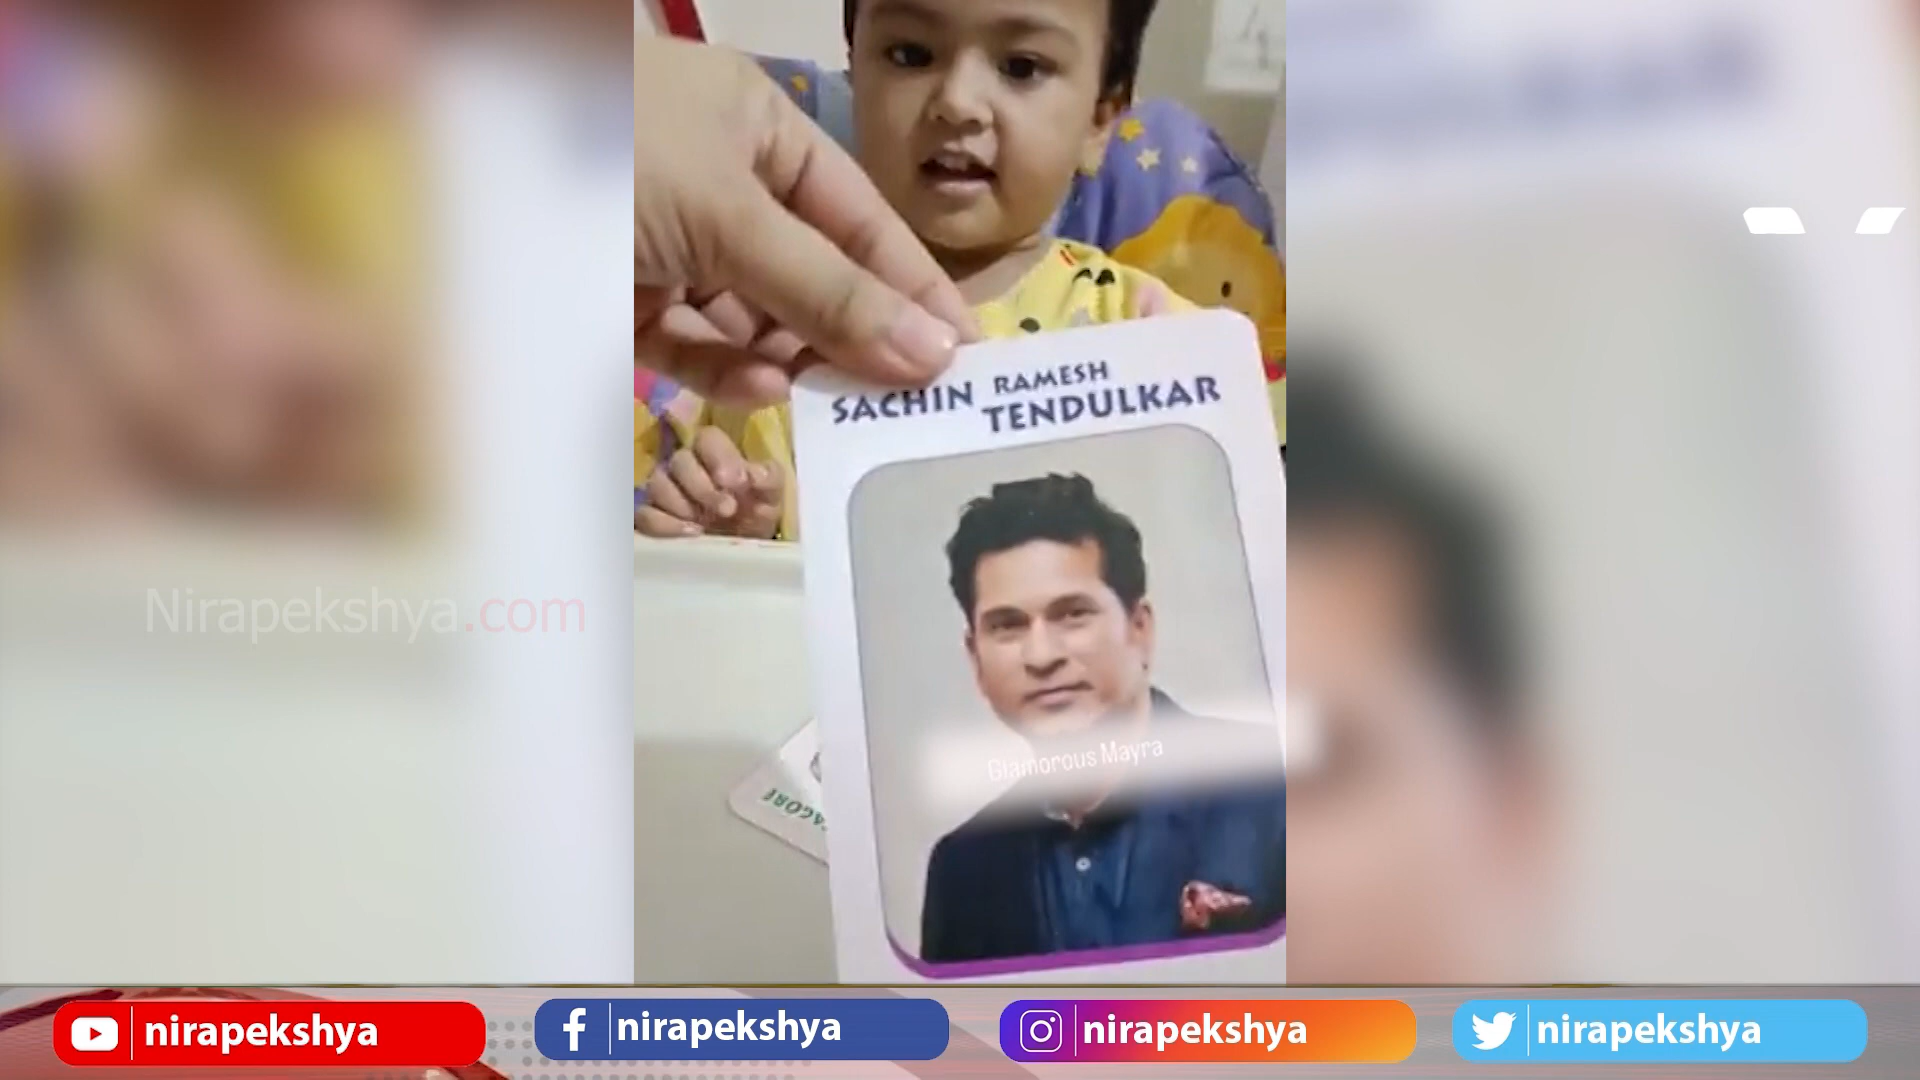 SACHIN RAMESH
TENDULKAR
Glamorous Mayra
Nirapekshya.com
nirapekshya
nirapekshya
nirapekshya
nirapekshya